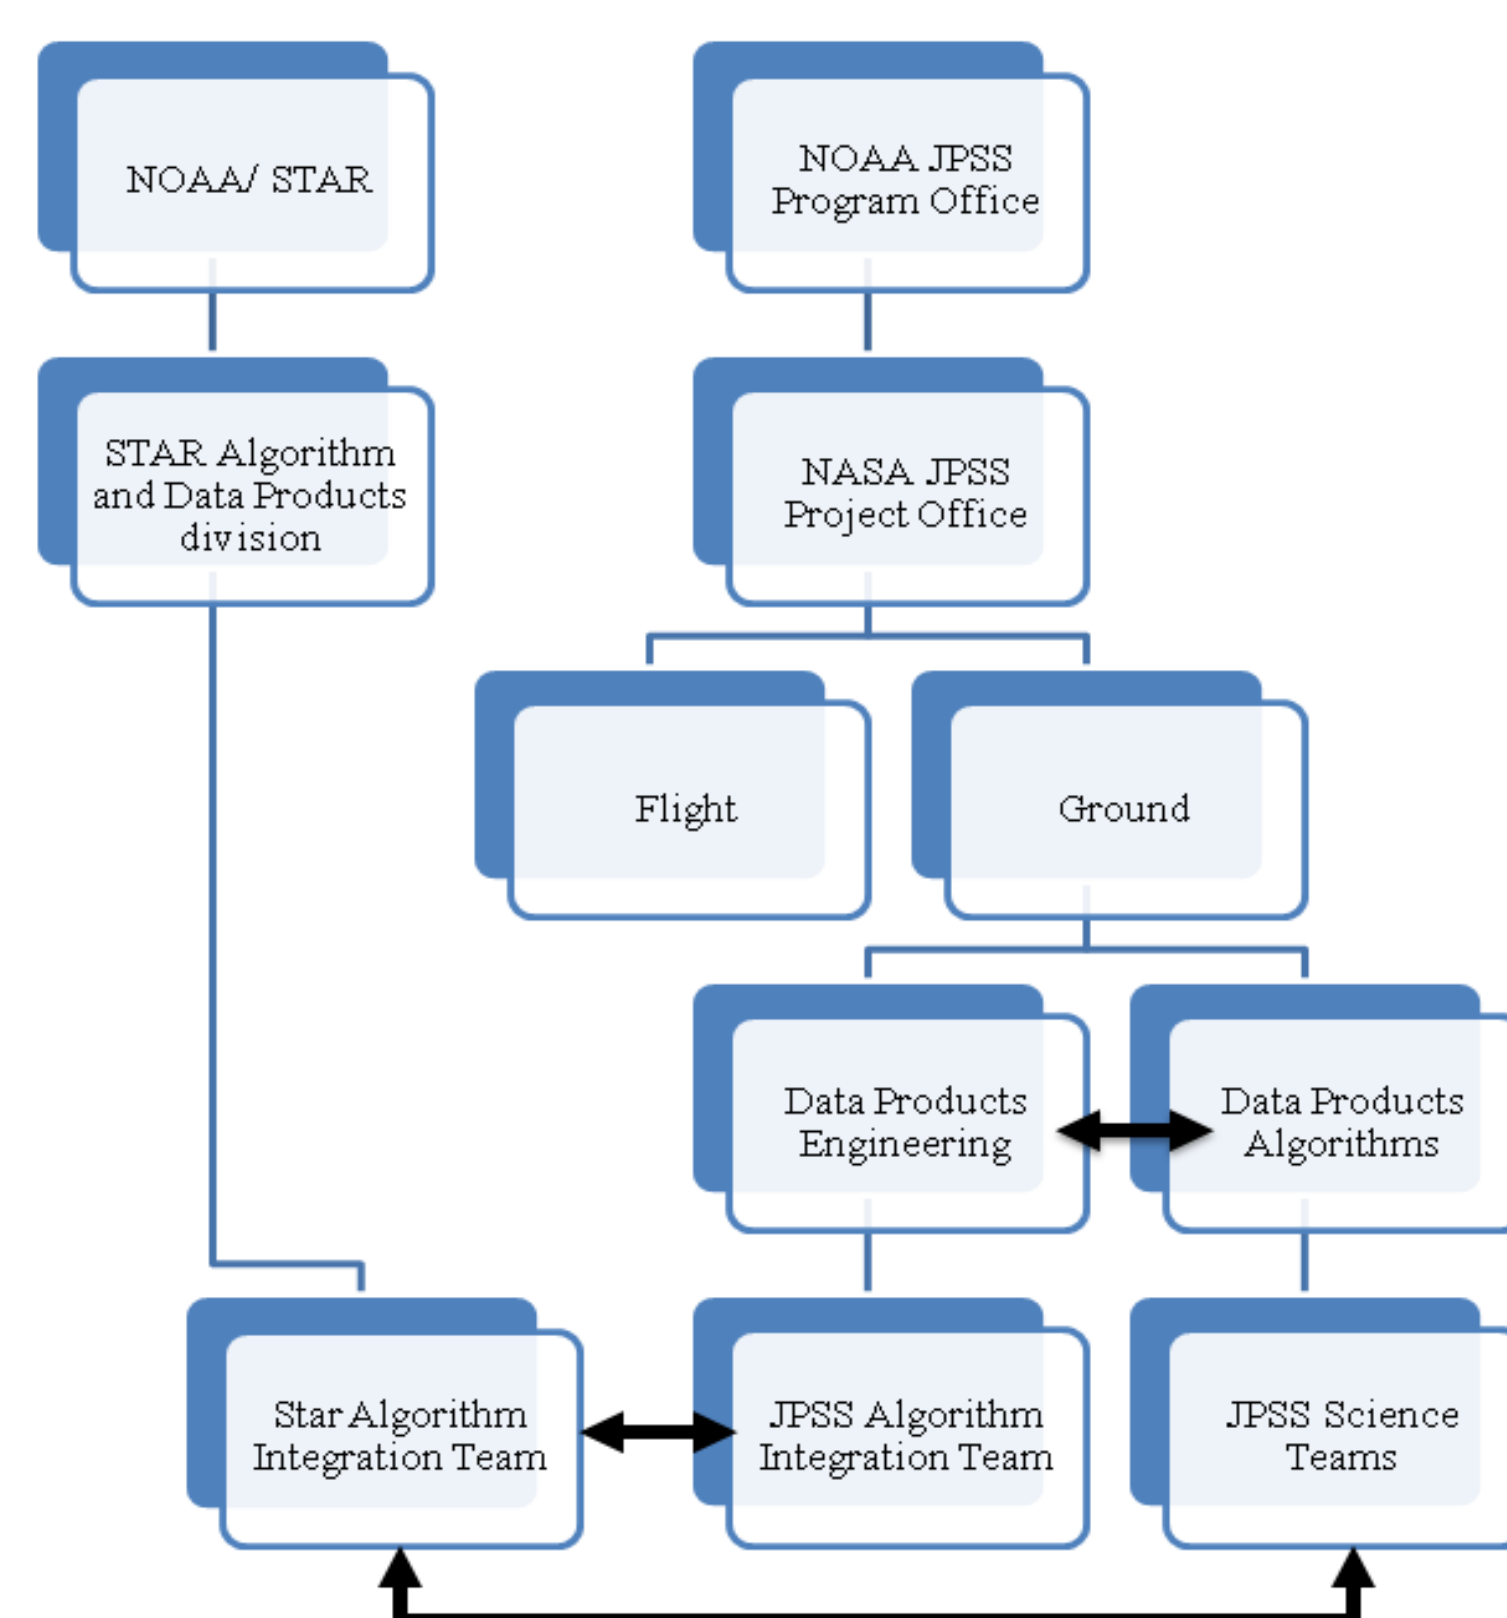 NOAA/ STAR
NOAA JPSS
Program Office
STAR Algorithm
and Data Products
division
NASA JPSS
Project Office
Flight
Ground
Data Products
Engineering
Data Products
Algorithms
Star Algorithm
Integration Team
JPSS Algorithm
Integration Team
JPSS Science
Teams